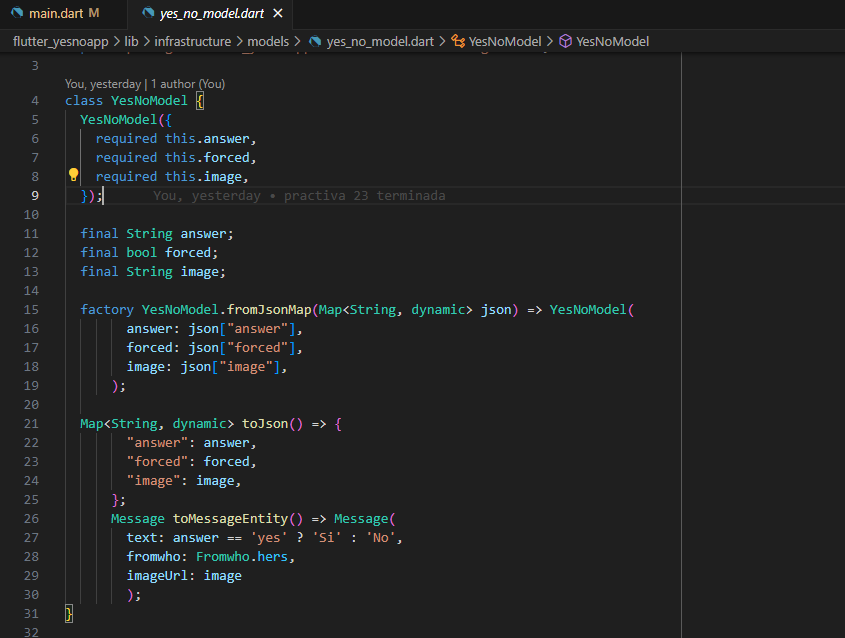 main.dart M yes_no_model.dart ×
flutter_yesnoapp > lib > infrastructure > models > yes_no_model.dart > YesNoModel > YesNoModel
3
You, yesterday | 1 author (You)
4 class YesNoModel {
5 YesNoModel({
6 required this.answer,
7 required this.forced,
8 required this.image,
9 }); You, yesterday • practiva 23 terminada
10
11 final String answer;
12 final bool forced;
13 final String image;
14
15 factory YesNoModel.fromJsonMap(Map<String, dynamic> json) => YesNoModel(
16 answer: json["answer"],
17 forced: json["forced"],
18 image: json["image"],
19 );
20
21 Map<String, dynamic> toJson() => {
22 "answer": answer,
23 "forced": forced,
24 "image": image,
25 };
26 Message toMessageEntity() => Message(
27 text: answer == 'yes' ? 'Si' : 'No',
28 fromwho: Fromwho.hers,
29 imageUrl: image
30 );
31 }
32